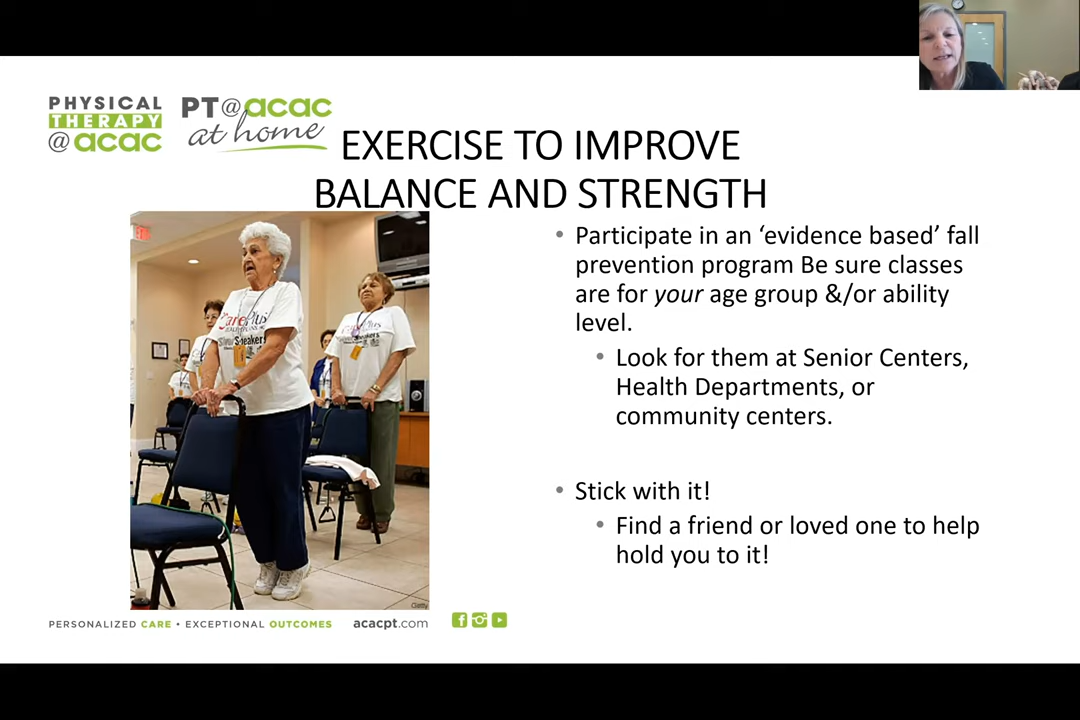 PHYSICAL
THERAPY
@acac
PT@acac
at home
EXERCISE TO IMPROVE
BALANCE AND STRENGTH
• Participate in an ‘evidence based’ fall
prevention program Be sure classes
are for your age group &/or ability
level.
• Look for them at Senior Centers,
Health Departments, or
community centers.
• Stick with it!
• Find a friend or loved one to help
hold you to it!
CarePlus
Getty
PERSONALIZED CARE • EXCEPTIONAL OUTCOMES
acacpt.com